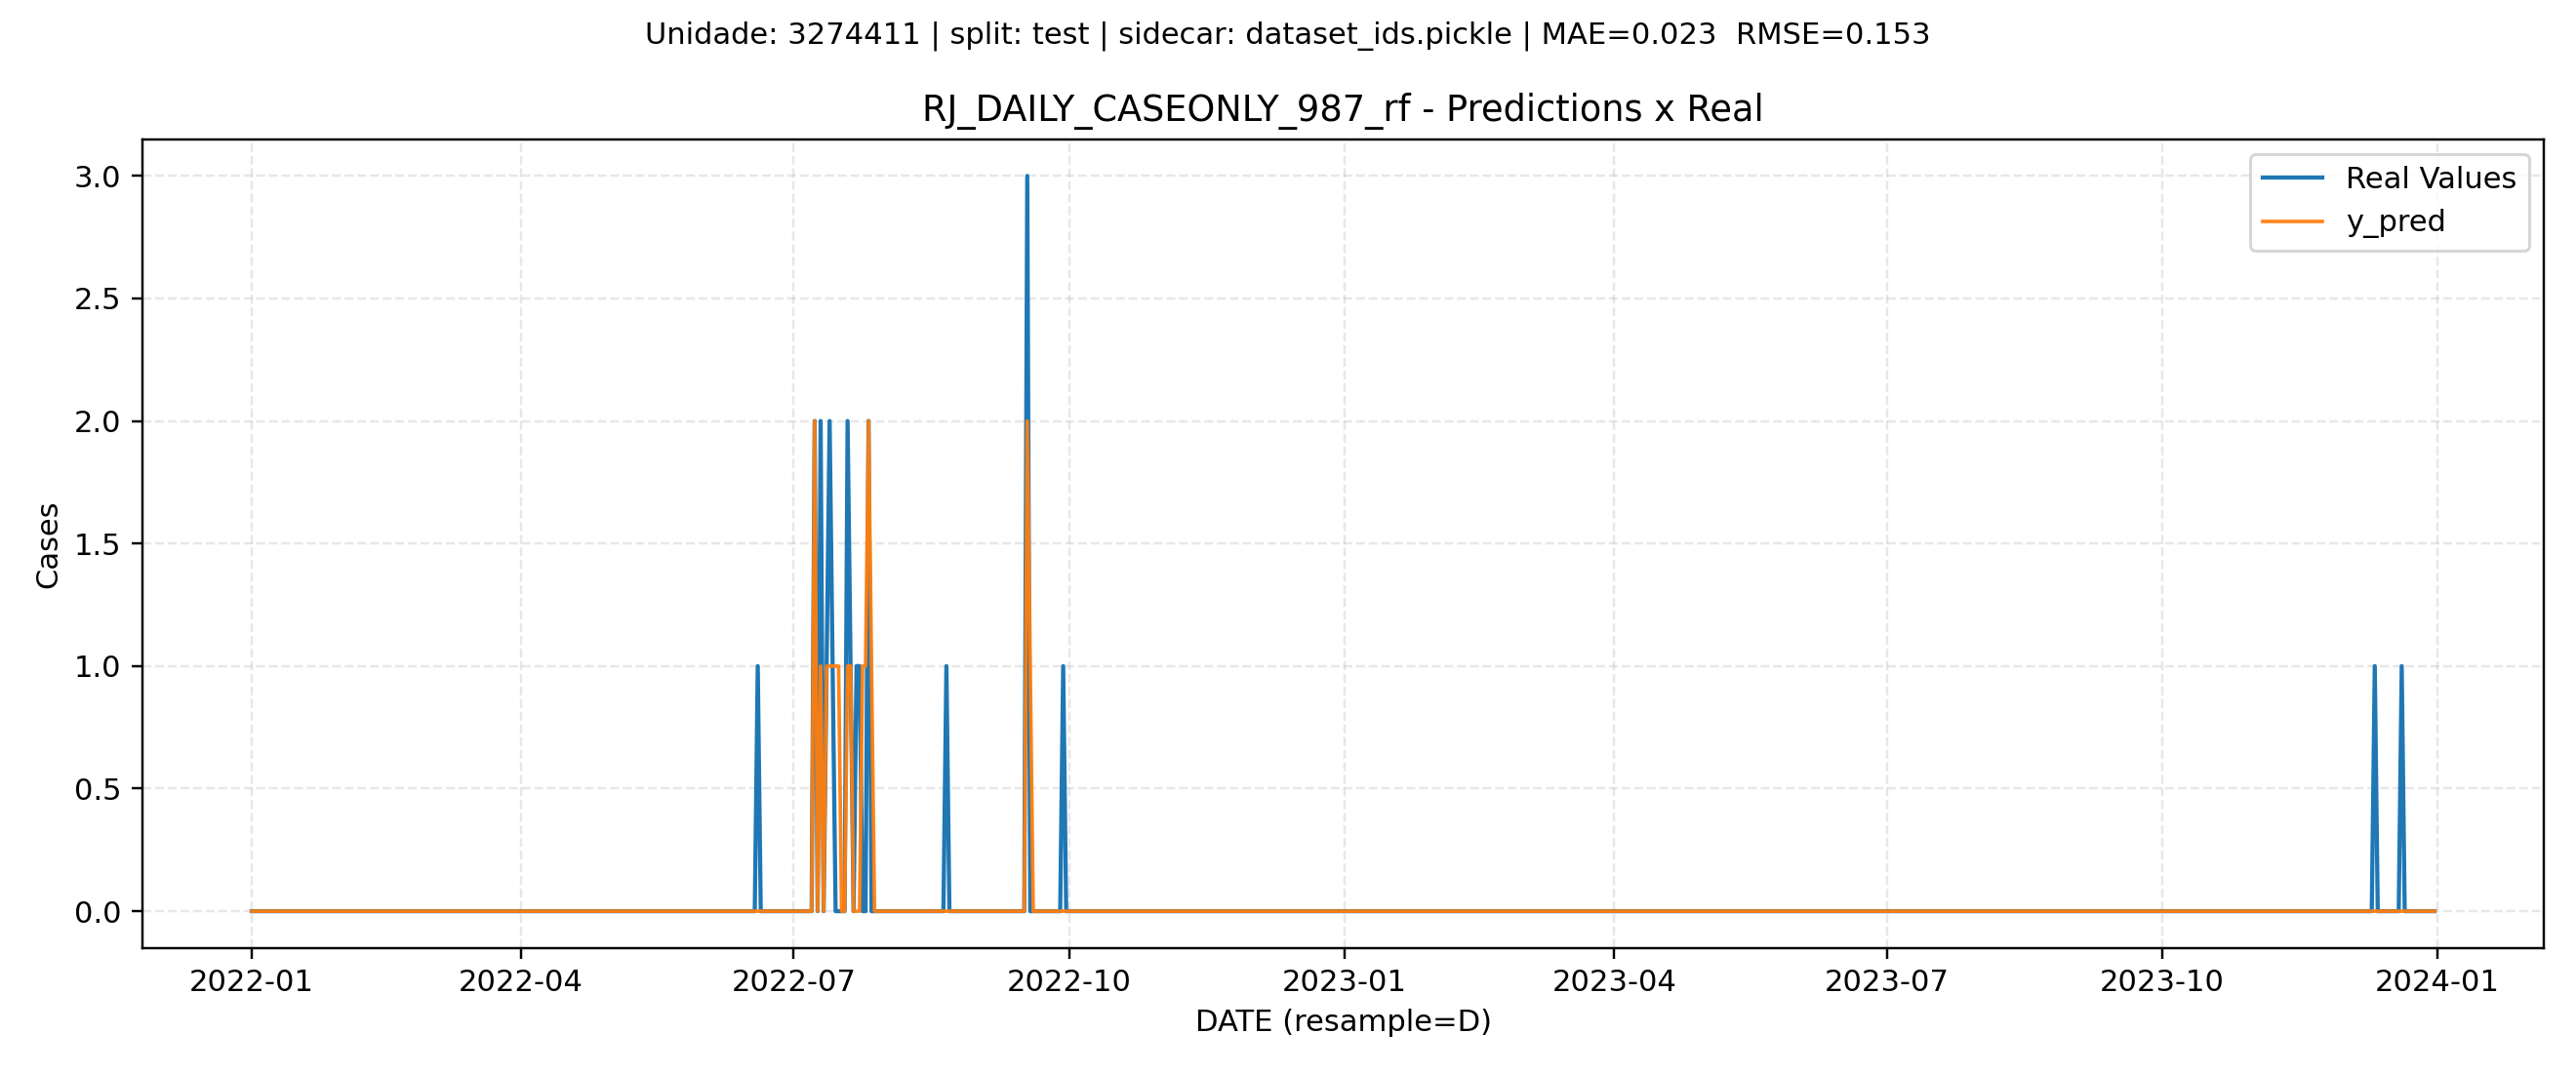 Unidade: 3274411 | split: test | sidecar: dataset_ids.pickle | MAE=0.023  RMSE=0.153
RJ_DAILY_CASEONLY_987_rf - Predictions x Real
Real Values
y_pred
Cases
3.0
2.5
2.0
1.5
1.0
0.5
0.0
2022-01
2022-04
2022-07
2022-10
2023-01
2023-04
2023-07
2023-10
2024-01
DATE (resample=D)